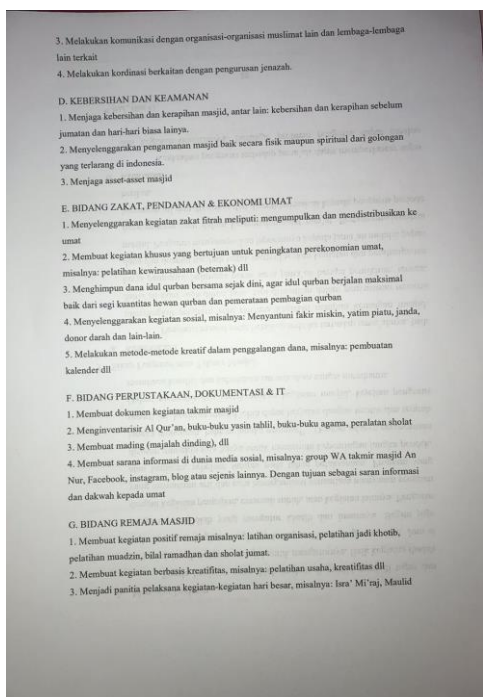 3. Melakukan komunikasi dengan organisasi-organisasi muslimat lain dan lembaga-lembaga
lain terkait
4. Melakukan kordinasi berkaitan dengan pengurusan jenazah.
D. KEBERSIHAN DAN KEAMANAN
1. Menjaga kebersihan dan kerapihan masjid, antar lain: kebersihan dan kerapihan sebelum
jumatan dan hari-hari biasa lainya.
2. Menyelenggarakan pengamanan masjid baik secara fisik maupun spiritual dari golongan
yang terlarang di indonesia.
3. Menjaga asset-asset masjid
E. BIDANG ZAKAT, PENDANAAN & EKONOMI UMAT
1. Menyelenggarakan kegiatan zakat fitrah meliputi: mengumpulkan dan mendistribusikan ke
umat
2. Membuat kegiatan khusus yang bertujuan untuk peningkatan perekonomian umat,
misalnya: pelatihan kewirausahaan (beternak) dll
3. Menghimpun dana idul qurban bersama sejak dini, agar idul qurban berjalan maksimal
baik dari segi kuantitas hewan qurban dan pemerataan pembagian qurban
4. Menyelenggarakan kegiatan sosial, misalnya: Menyantuni fakir miskin, yatim piatu, janda,
donor darah dan lain-lain.
5. Melakukan metode-metode kreatif dalam penggalangan dana, misalnya: pembuatan
kalender dll
F. BIDANG PERPUSTAKAAN, DOKUMENTASI & IT
1. Membuat dokumen kegiatan takmir masjid
2. Menginventarisir Al Qur'an, buku-buku yasin tahlil, buku-buku agama, peralatan sholat
3. Membuat mading (majalah dinding), dll
4. Membuat sarana informasi di dunia media sosial, misalnya: group WA takmir masjid An
Nur, Facebook, instagram, blog atau sejenis lainnya. Dengan tujuan sebagai saran informasi
dan dakwah kepada umat
G. BIDANG REMAJA MASJID
1. Membuat kegiatan positif remaja misalnya: latihan organisasi, pelatihan jadi khotib,
pelatihan muadzin, bilal ramadhan dan sholat jumat.
2. Membuat kegiatan berbasis kreatifitas, misalnya: pelatihan usaha, kreatifitas dll
3. Menjadi panitia pelaksana kegiatan-kegiatan hari besar, misalnya: Isra' Mi'raj, Maulid